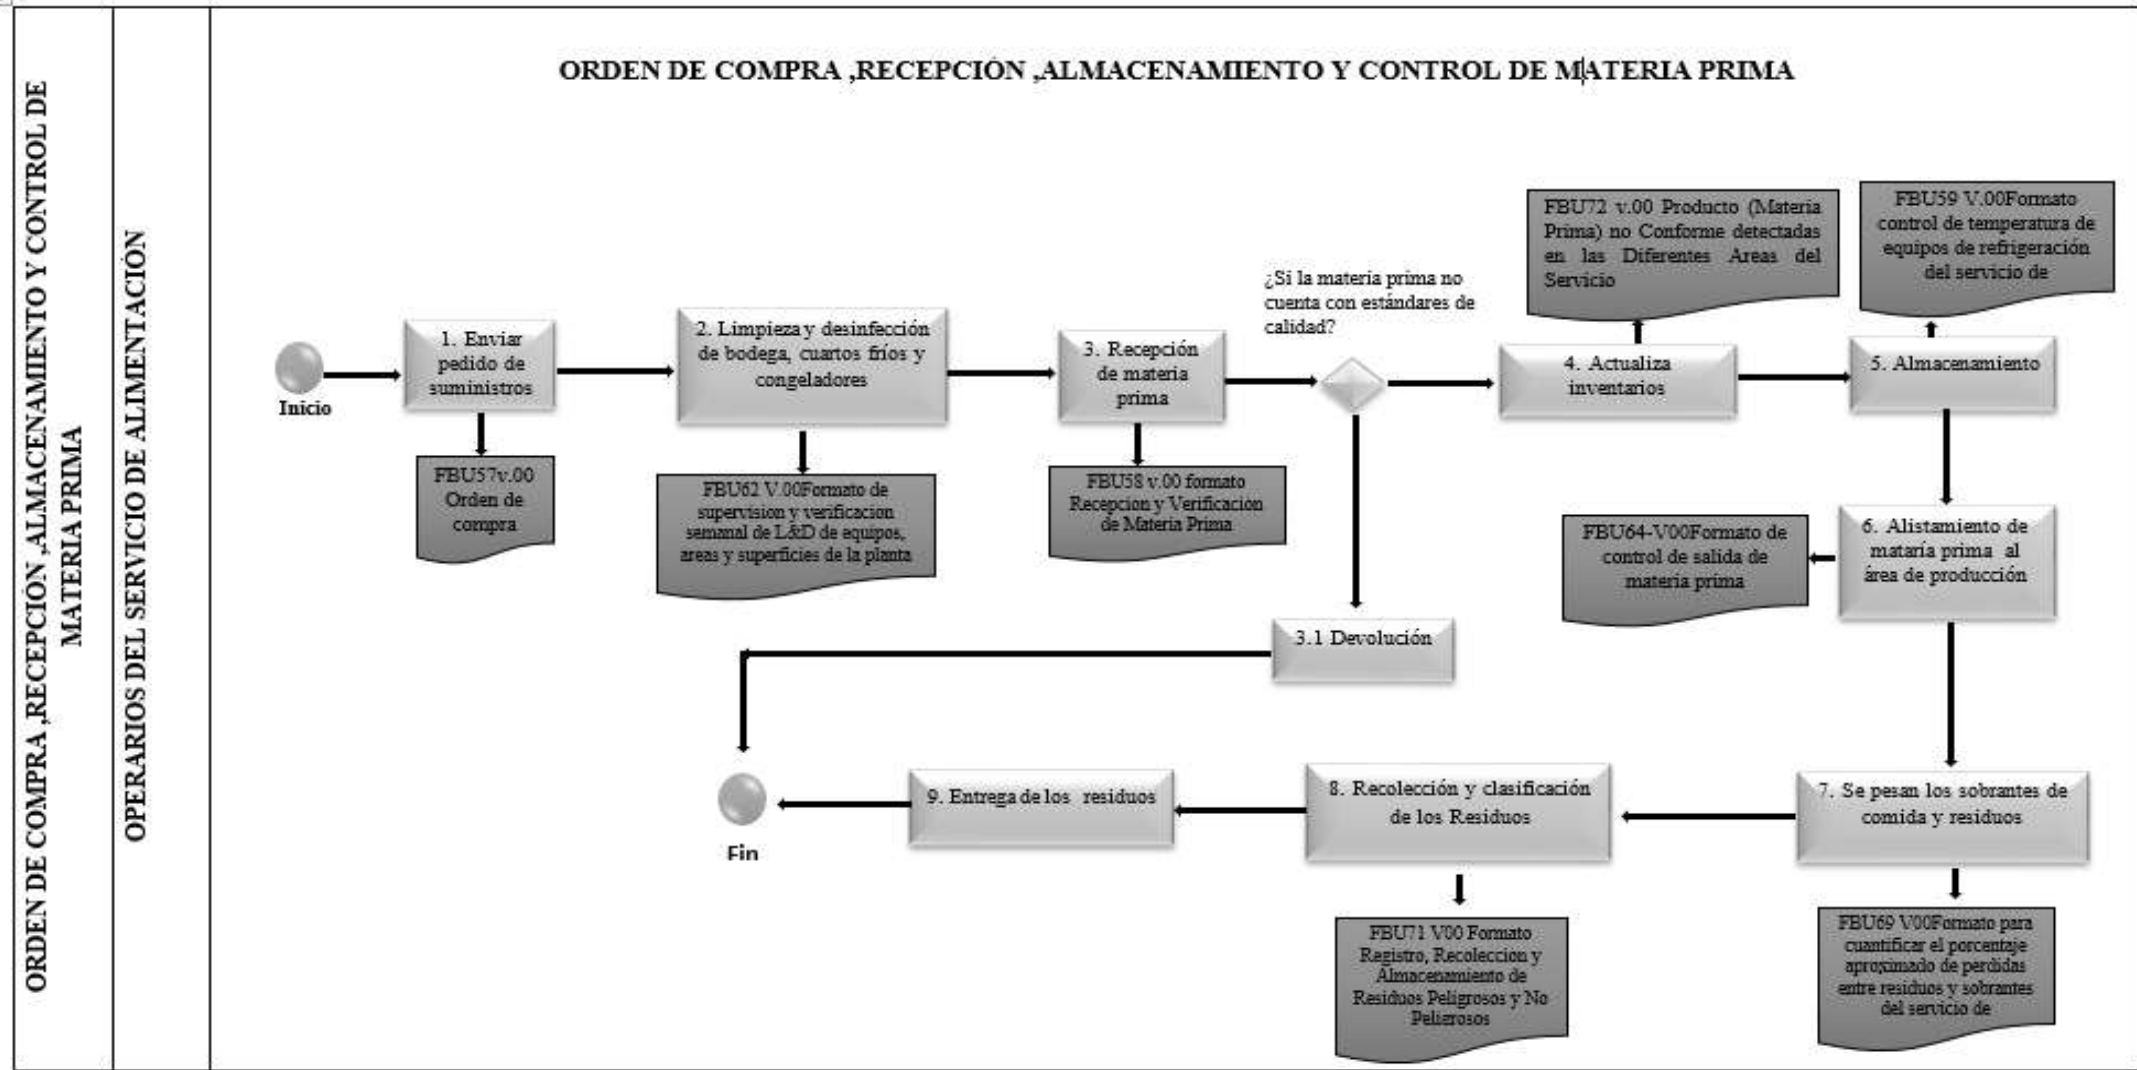 ORDEN DE COMPRA ,RECEPCIÓN ,ALMACENAMIENTO Y CONTROL DE
MATERIA PRIMA
OPERARIOS DEL SERVICIO DE ALIMENTACIÓN
ORDEN DE COMPRA ,RECEPCIÓN ,ALMACENAMIENTO Y CONTROL DE MATERIA PRIMA
Inicio
1. Enviar
pedido de
suministros
FBU57v.00
Orden de
compra
2. Limpieza y desinfección
de bodega, cuartos fríos y
congeladores
FBU62 V.00Formato de
supervision y verificacion
semanal de L&D de equipos,
areas y superficies de la planta
3. Recepción
de materia
prima
FBU58 v.00 formato
Recepcion y Verificación
de Materia Prima
¿Si la materia prima no
cuenta con estándares de
calidad?
3.1 Devolución
4. Actualiza
inventarios
FBU72 v.00 Producto (Materia
Prima) no Conforme detectadas
en las Diferentes Areas del
Servicio
5. Almacenamiento
FBU59 V.00Formato
control de temperatura de
equipos de refrigeración
del servicio de
6. Alistamiento de
mataría prima al
área de producción
FBU64-V00Formato de
control de salida de
materia prima
7. Se pesan los sobrantes de
comida y residuos
FBU69 V00Formato para
cuantificar el porcentaje
aproximado de perdidas
entre residuos y sobrantes
del servicio de
8. Recolección y clasificación
de los Residuos
FBU71 V00 Formato
Registro, Recoleccion y
Almacenamiento de
Residuos Peligrosos y No
Peligrosos
9. Entrega de los residuos
Fin